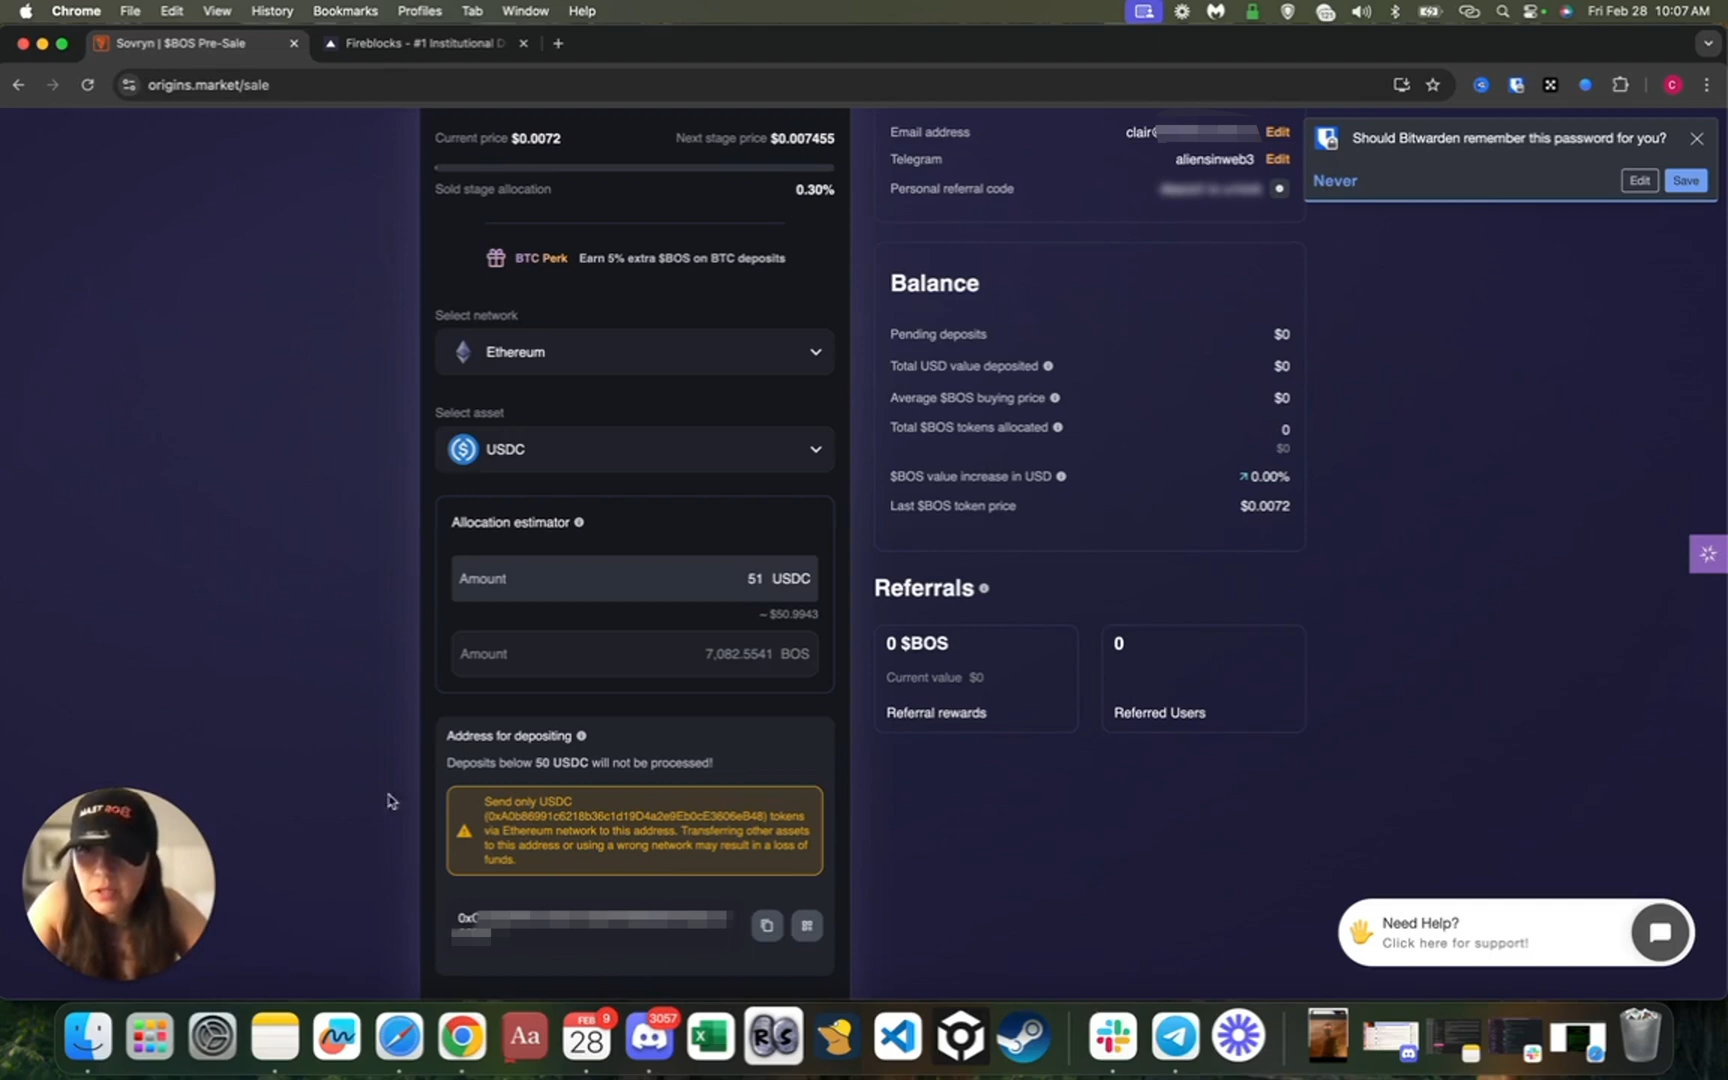 Chrome File Edit View History Bookmarks Profiles Tab Window Help
121
Fri Feb 28 10:07 AM
Sovryn | $BOS Pre-Sale
Fireblocks - #1 Institutional D
origins.market/sale
C
Current price $0.0072
Next stage price $0.007455
Sold stage allocation
0.30%
BTC Perk Earn 5% extra $BOS on BTC deposits
Select network
Ethereum
Select asset
USDC
Allocation estimator
Amount
51 USDC
~ $50.9943
Amount
7,082.5541 BOS
Address for depositing
Deposits below 50 USDC will not be processed!
Send only USDC
(0xA0b86991c6218b36c1d19D4a2e9Eb0cE3606eB48) tokens
via Ethereum network to this address. Transferring other assets
to this address or using a wrong network may result in a loss of
funds.
Email address
clair@
Edit
Telegram
aliensinweb3
Edit
Personal referral code
Balance
Pending deposits
$0
Total USD value deposited
$0
Average $BOS buying price
$0
Total $BOS tokens allocated
0
$0
$BOS value increase in USD
0.00%
Last $BOS token price
$0.0072
Referrals
0 $BOS
Current value $0
Referral rewards
0
Referred Users
Should Bitwarden remember this password for you?
Never
Edit
Save
Need Help?
Click here for support!
Aa
FEB
28
9
3057
RS